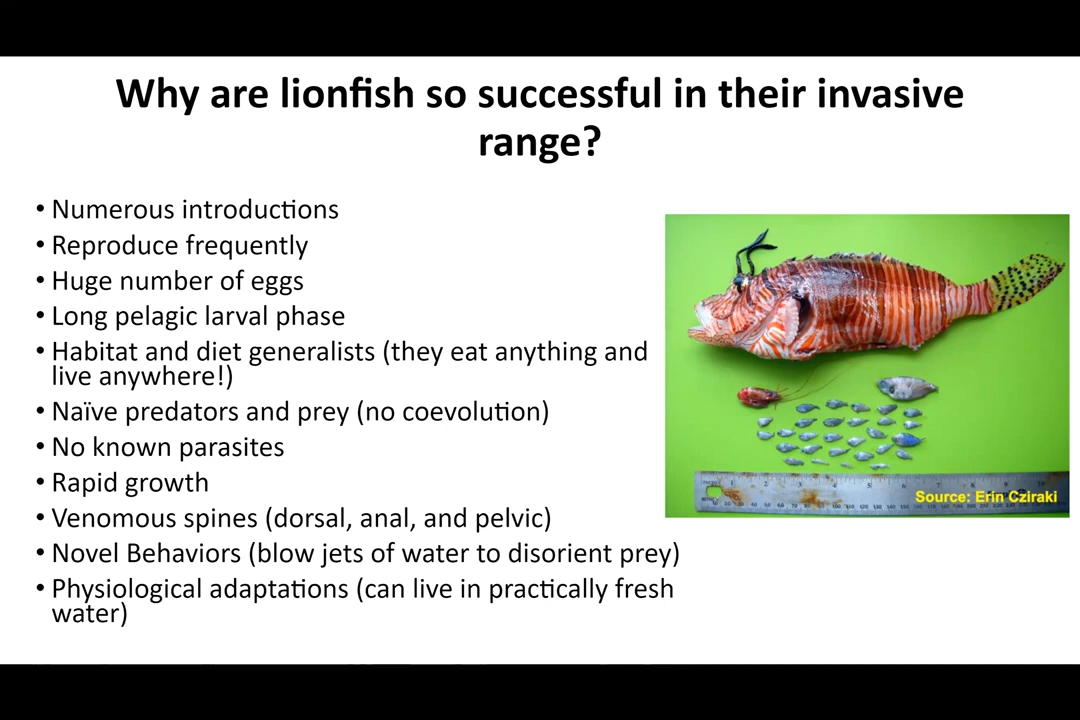 Why are lionfish so successful in their invasive
range?
• Numerous introductions
• Reproduce frequently
• Huge number of eggs
• Long pelagic larval phase
• Habitat and diet generalists (they eat anything and
live anywhere!)
• Naïve predators and prey (no coevolution)
• No known parasites
• Rapid growth
• Venomous spines (dorsal, anal, and pelvic)
• Novel Behaviors (blow jets of water to disorient prey)
• Physiological adaptations (can live in practically fresh
water)
Source: Erin Cziraki